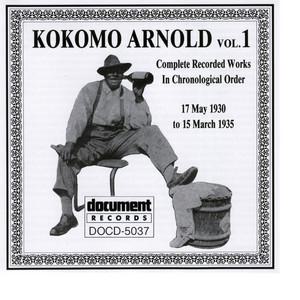 KOKOMO ARNOLD VOL.1
Complete Recorded Works
In Chronological Order
17 May 1930
to 15 March 1935
document
RECORDS
DOCD-5037